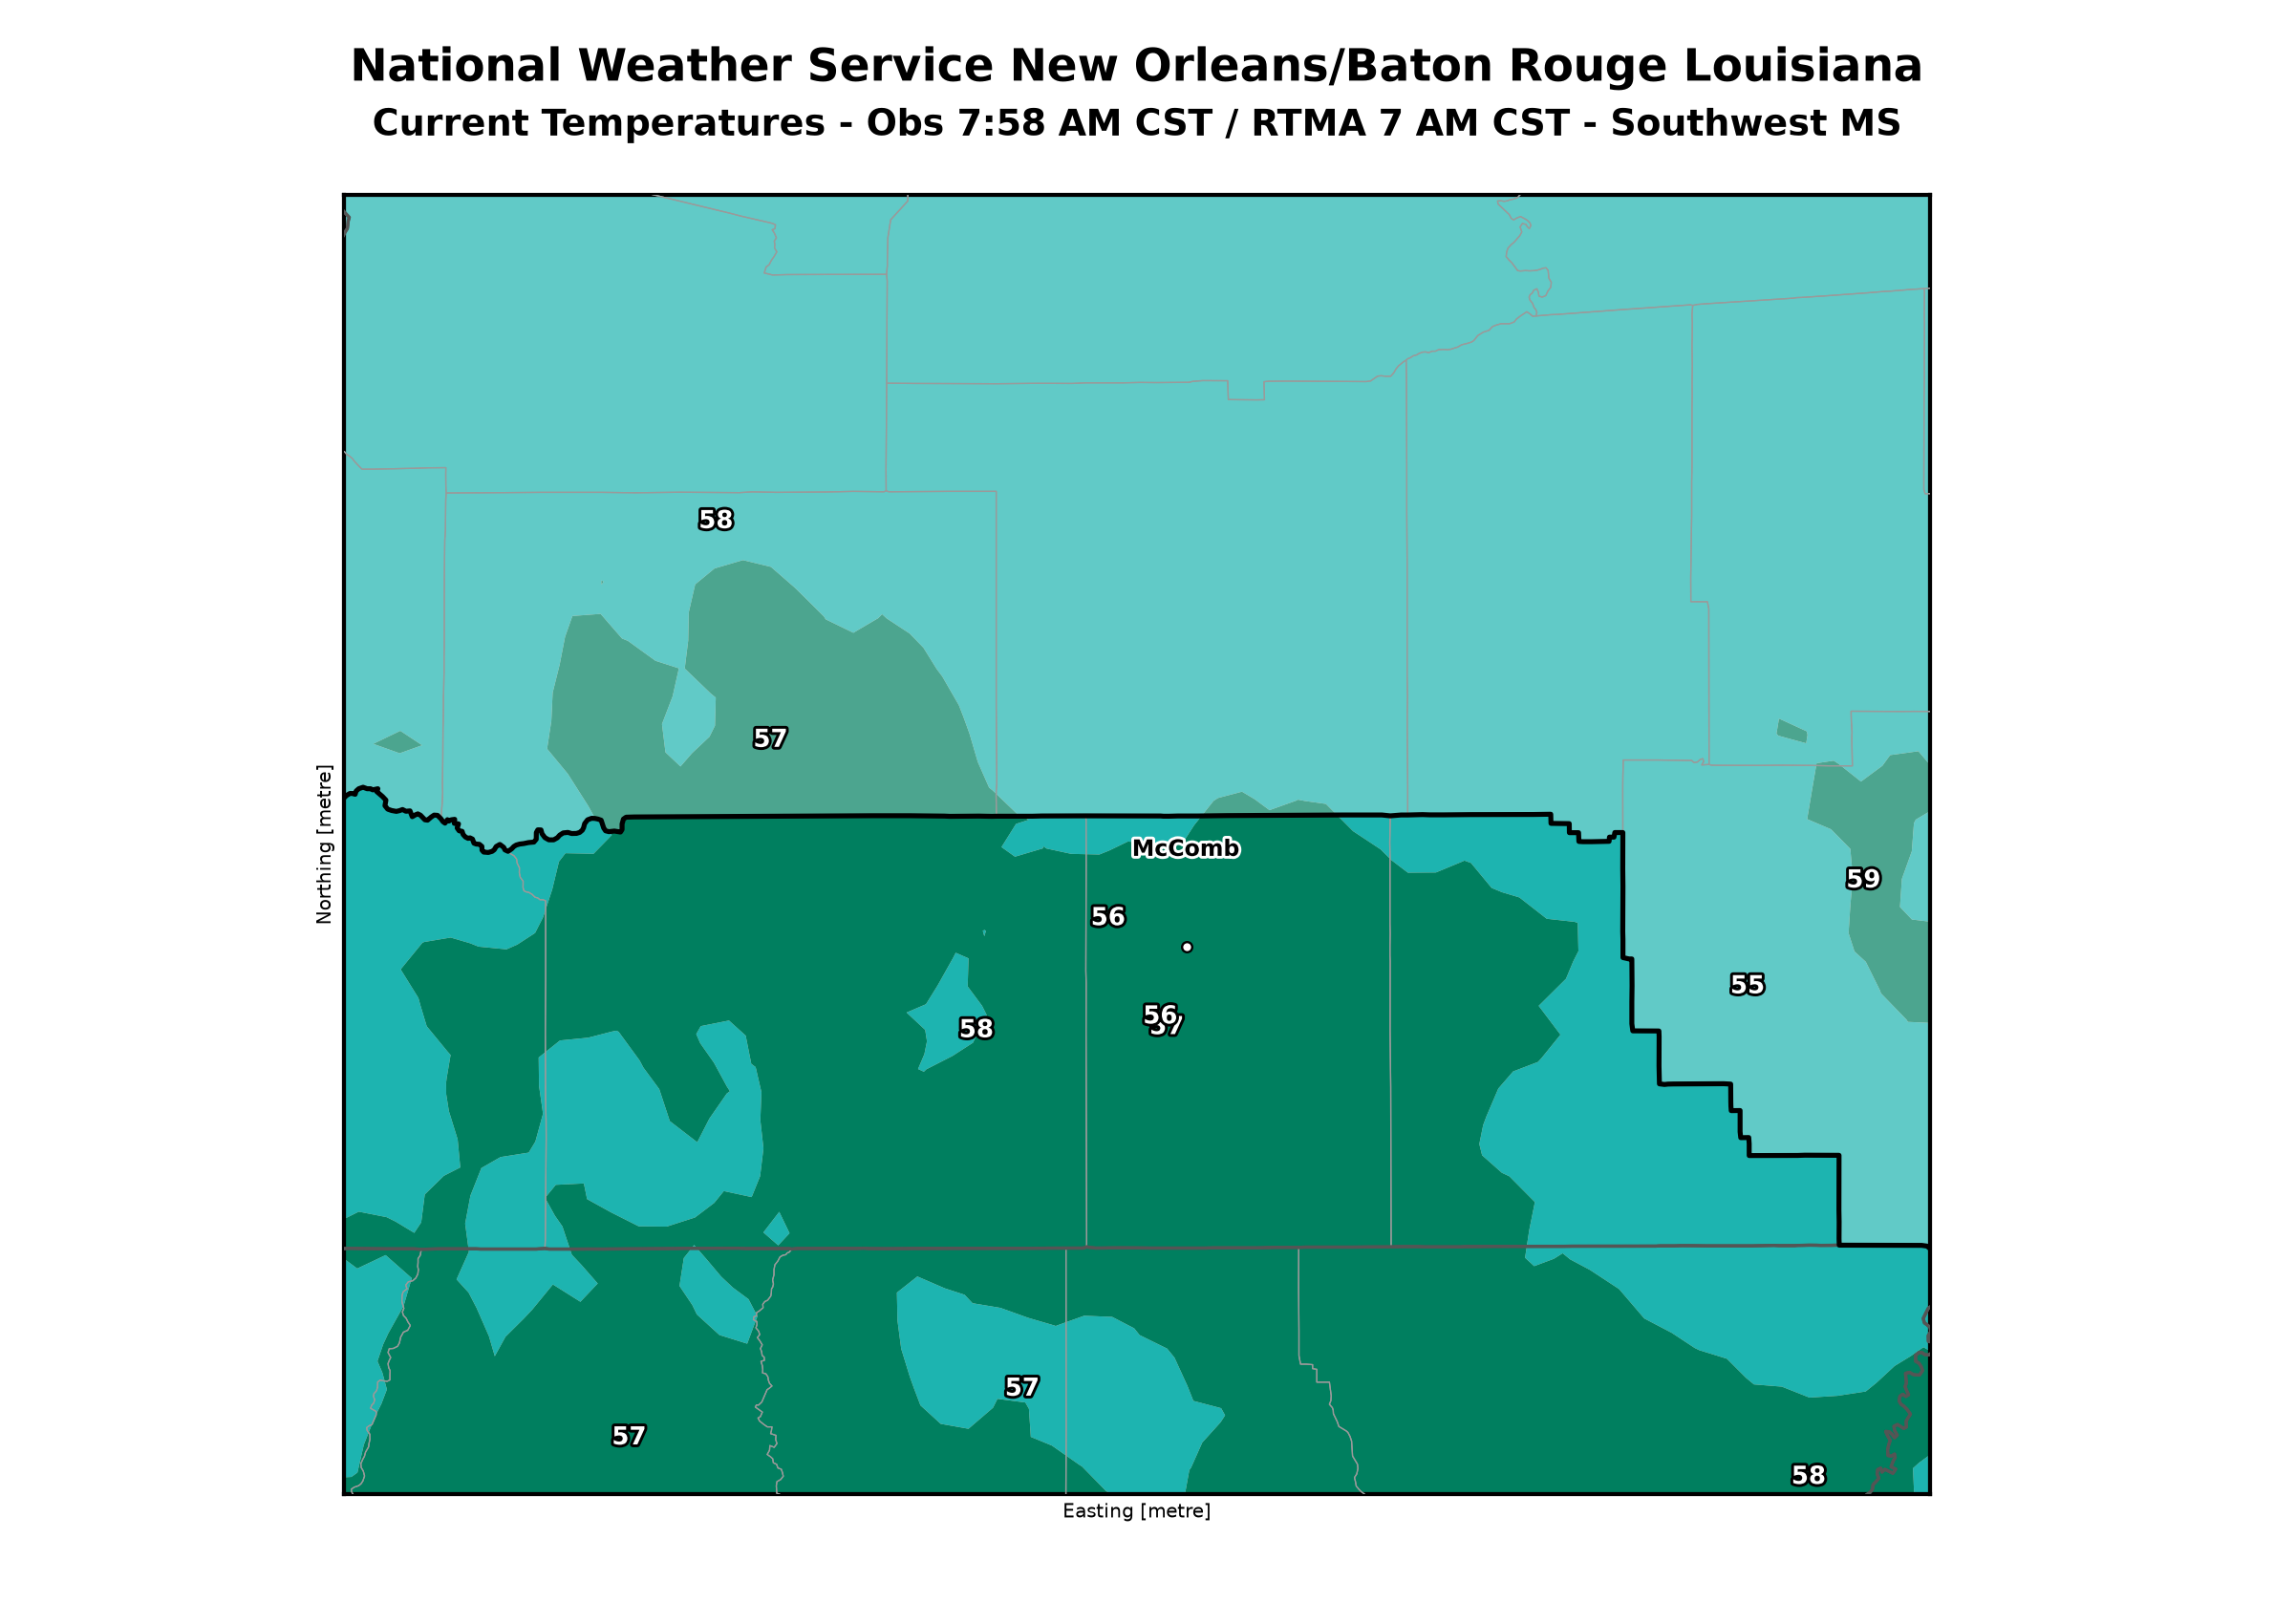 National Weather Service New Orleans/Baton Rouge Louisiana
Current Temperatures - Obs 7:58 AM CST / RTMA 7 AM CST - Southwest MS
58
57
McComb
59
56
55
56
57
58
57
57
58
Northing [metre]
Easting [metre]